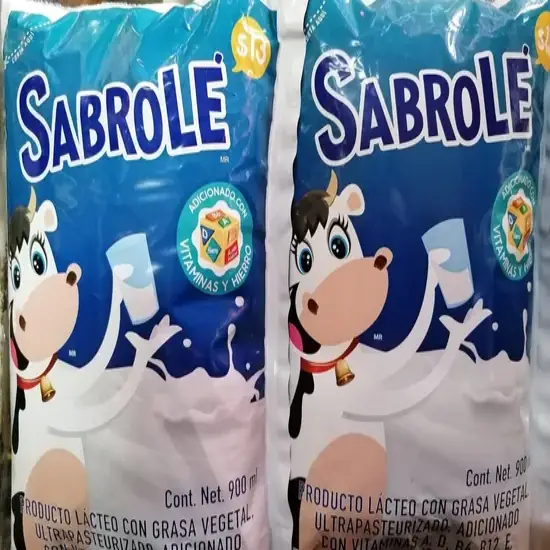 ST3
SABROLÉ
MR
ADICIONADO CON
VITAMINAS Y HIERRO
MR
Cont. Net. 900 ml
PRODUCTO LÁCTEO CON GRASA VEGETAL,
ULTRAPASTEURIZADO, ADICIONADO
SABROLÉ
MR
ADICIONADO CON
VITAMINAS Y HIERRO
MR
Cont. Net. 900
PRODUCTO LÁCTEO CON GRASA VEGETAL
ULTRAPASTEURIZADO, ADICIONADO
CON VITAMINAS A, D, B6, B12, E,